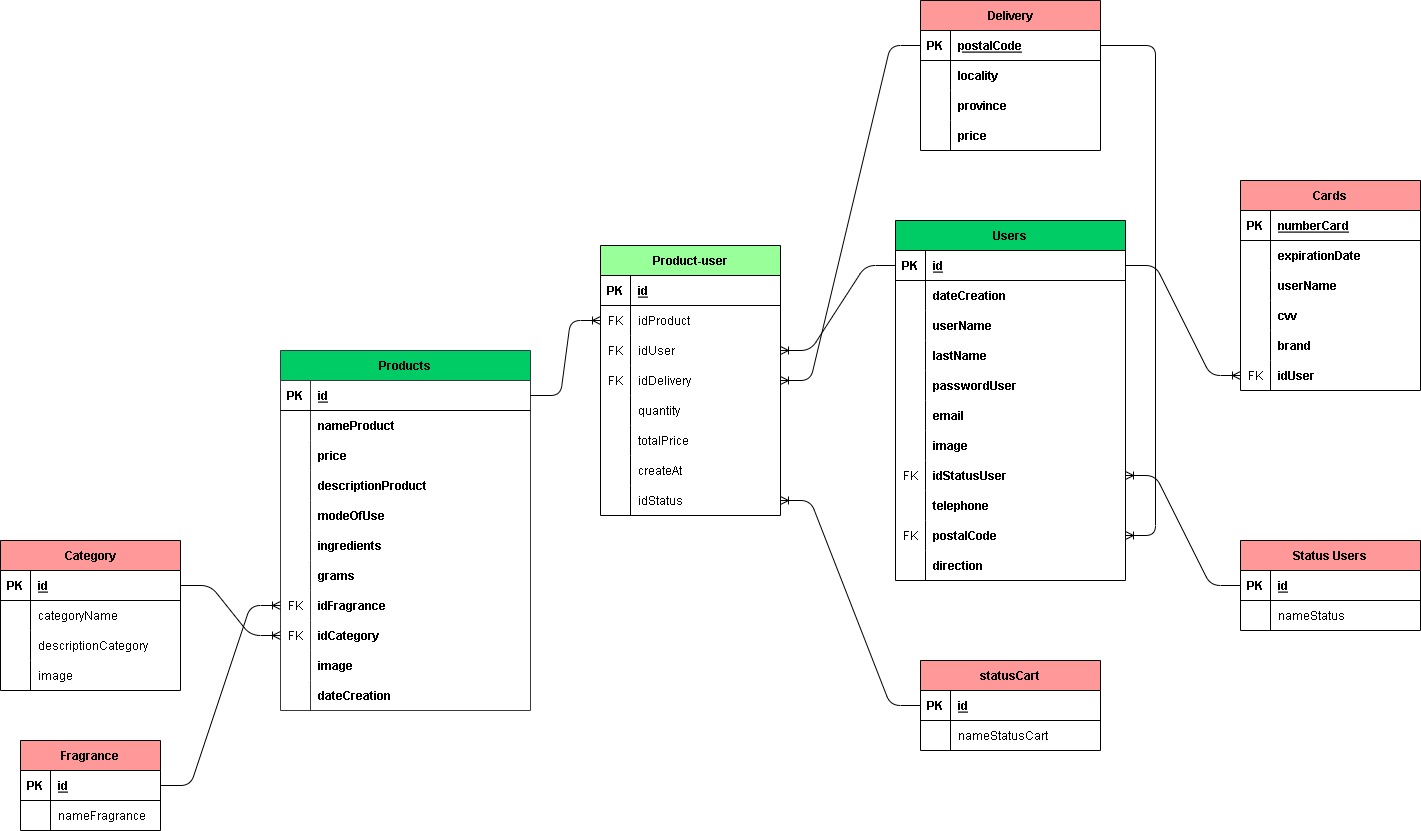 Delivery
PK postalCode
locality
province
price
Cards
PK numberCard
expirationDate
userName
cvv
brand
FK idUser
Users
PK id
dateCreation
userName
lastName
passwordUser
email
image
FK idStatusUser
telephone
FK postalCode
direction
Product-user
PK id
FK idProduct
FK idUser
FK idDelivery
quantity
totalPrice
createAt
idStatus
Products
PK id
nameProduct
price
descriptionProduct
modeOfUse
ingredients
grams
FK idFragrance
FK idCategory
image
dateCreation
Category
PK id
categoryName
descriptionCategory
image
Status Users
PK id
nameStatus
statusCart
PK id
nameStatusCart
Fragrance
PK id
nameFragrance